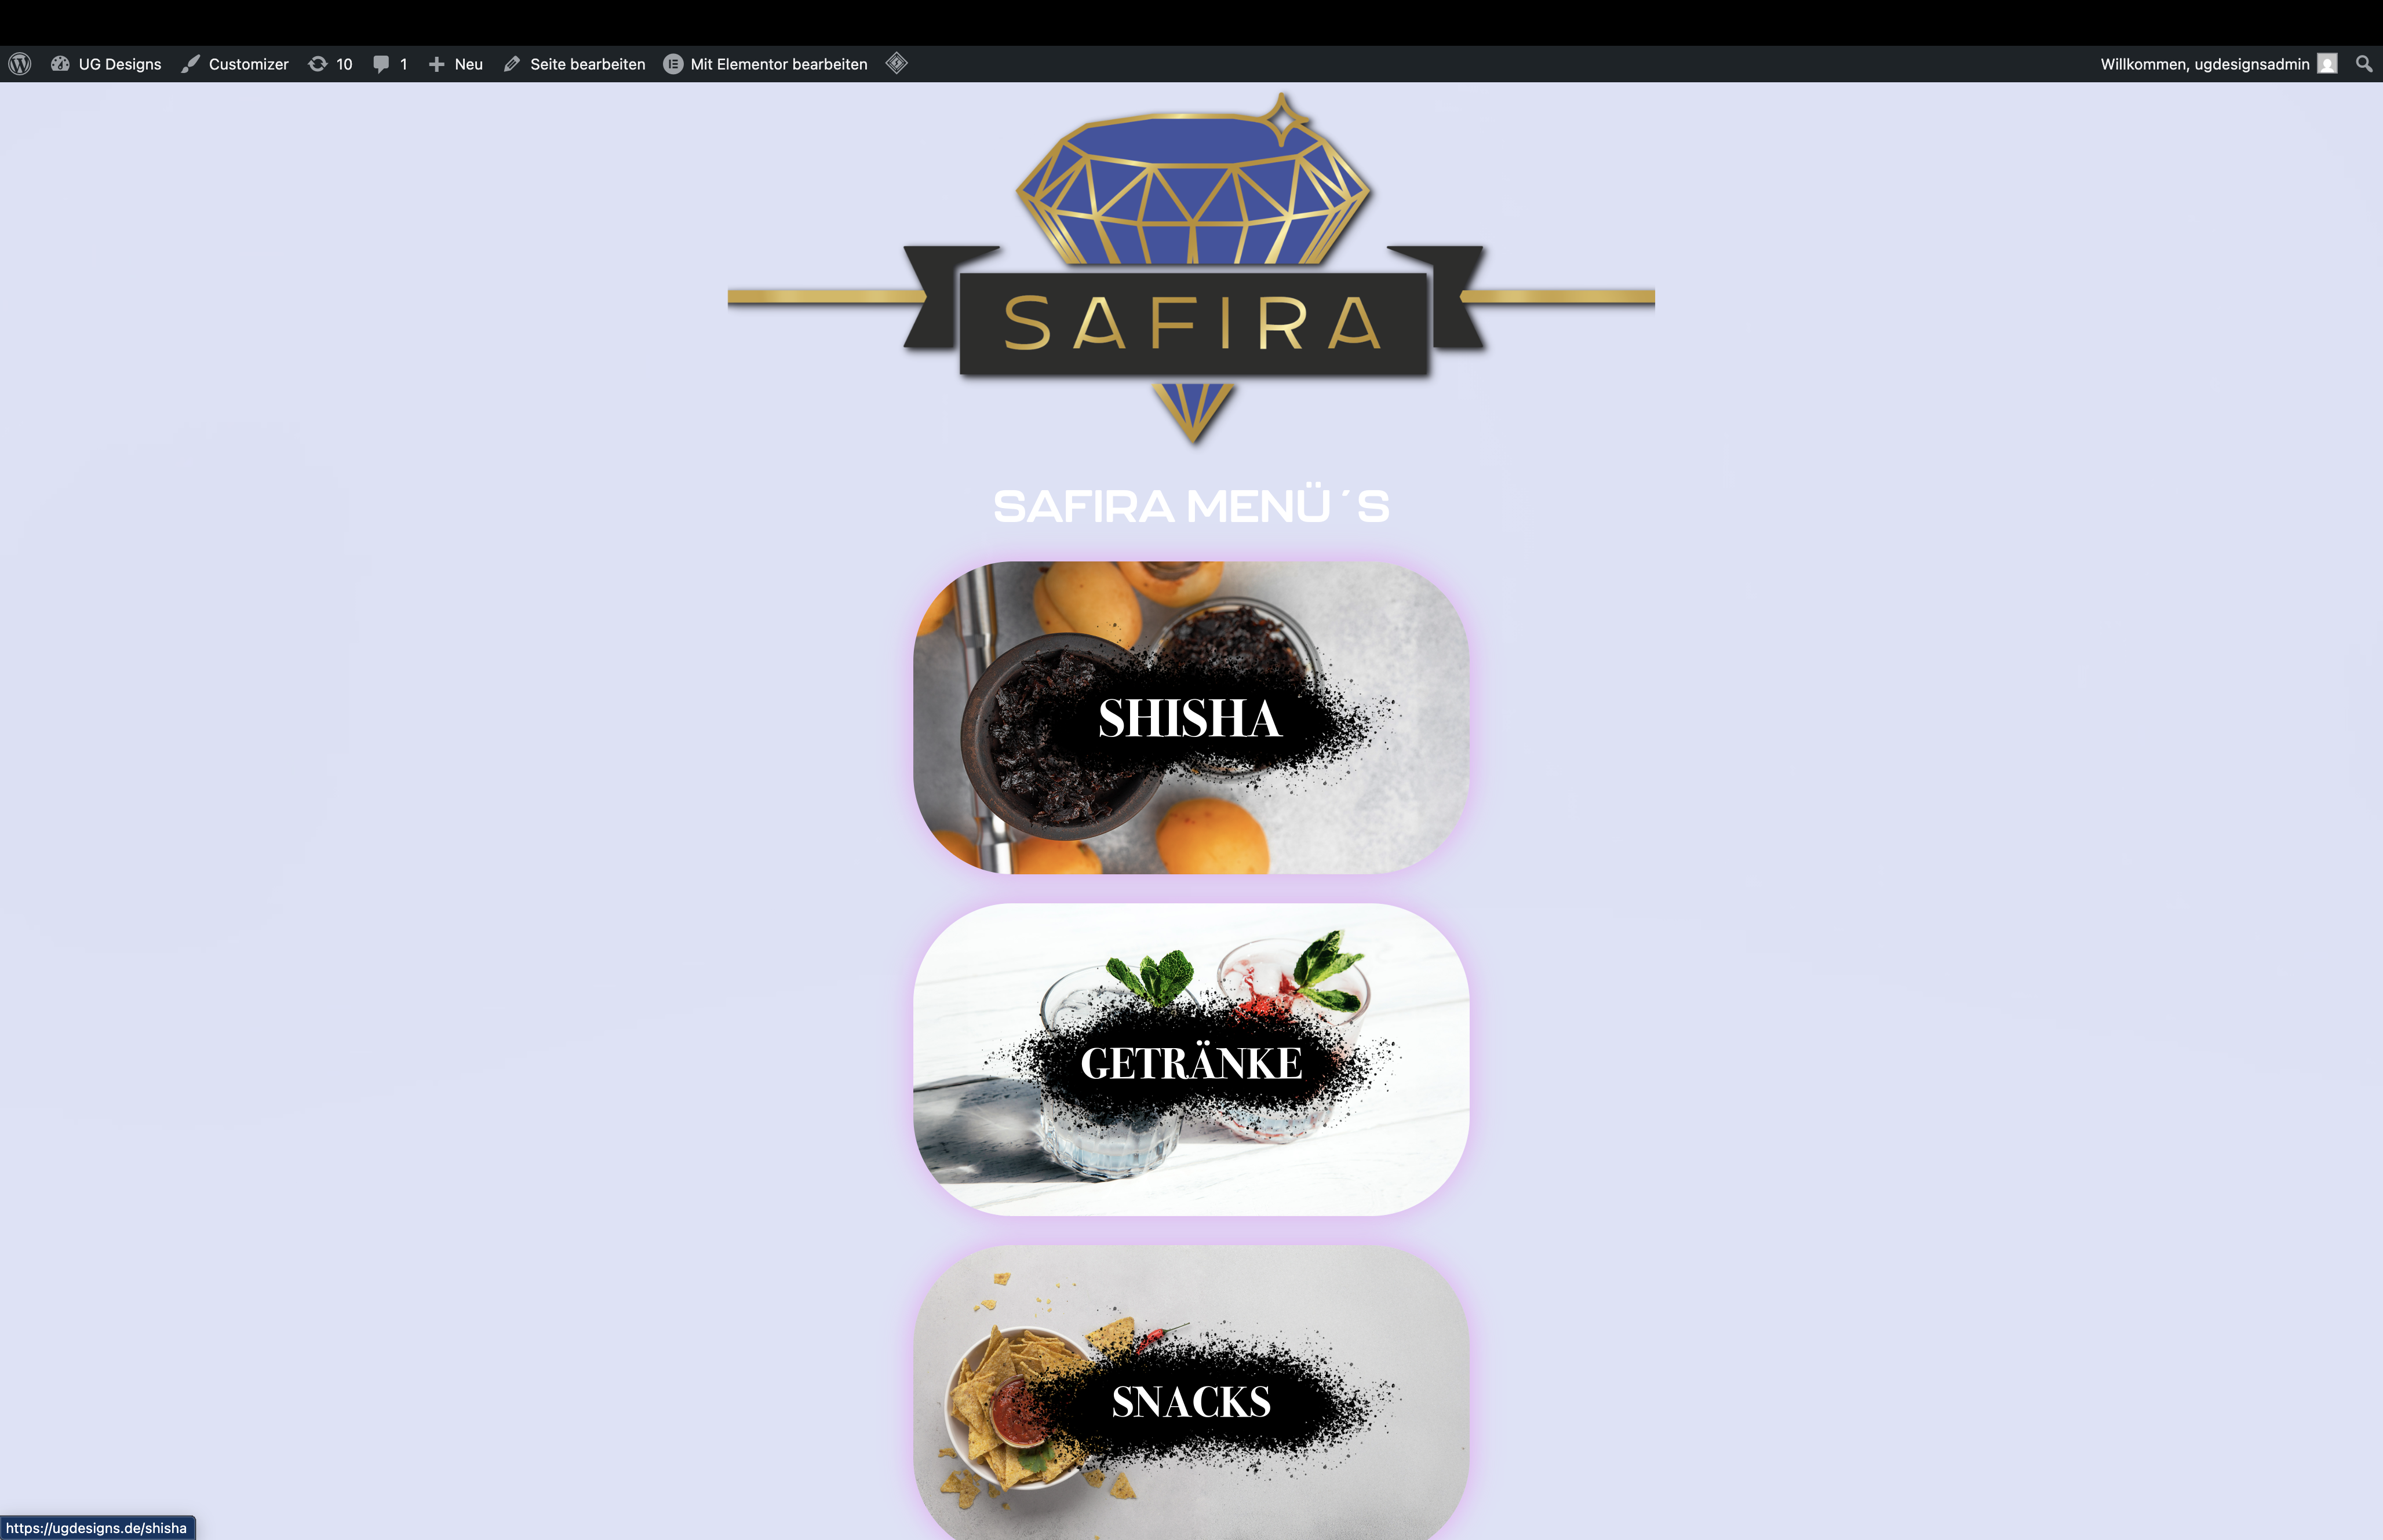 UG Designs Customizer 10 1 Neu Seite bearbeiten Mit Elementor bearbeiten Willkommen, ugdesignsadmin
SAFIRA
SAFIRA MENÜ´S
SHISHA
GETRÄNKE
SNACKS
https://ugdesigns.de/shisha